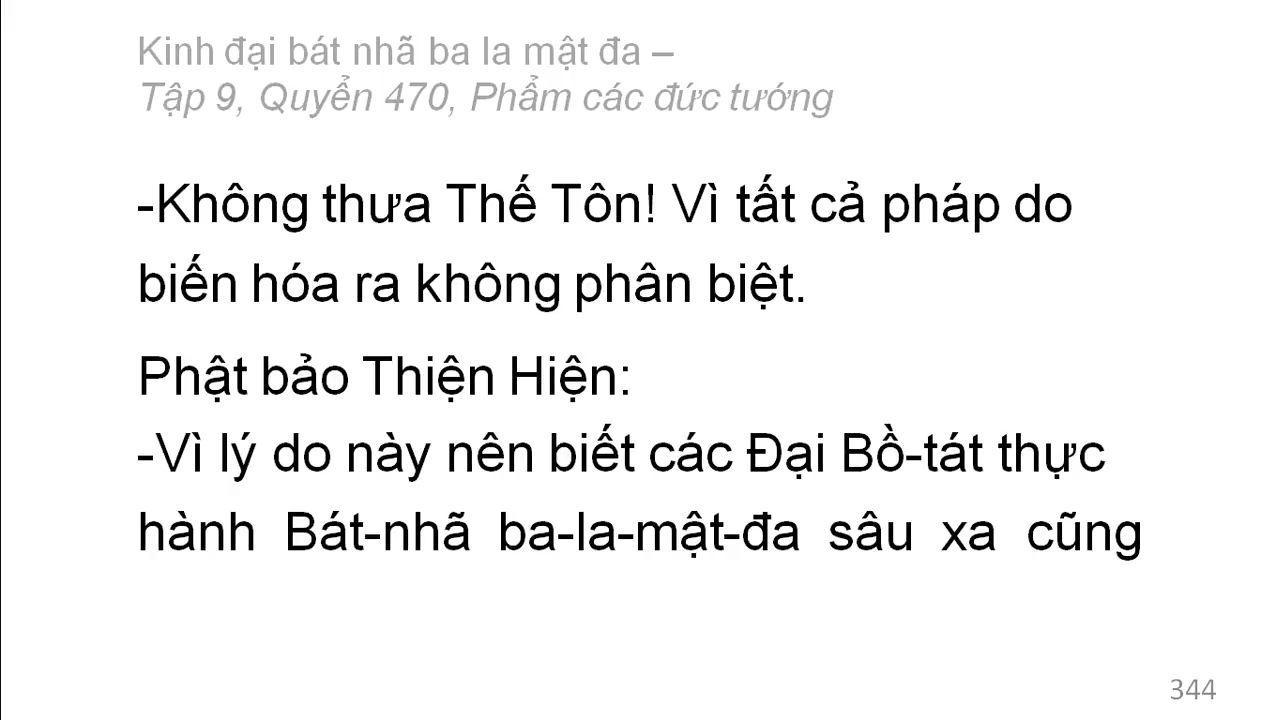 Kinh đại bát nhã ba la mật đa –
Tập 9, Quyển 470, Phẩm các đức tướng
-Không thưa Thế Tôn! Vì tất cả pháp do
biến hóa ra không phân biệt.
Phật bảo Thiện Hiện:
-Vì lý do này nên biết các Đại Bồ-tát thực
hành Bát-nhã ba-la-mật-đa sâu xa cũng
344